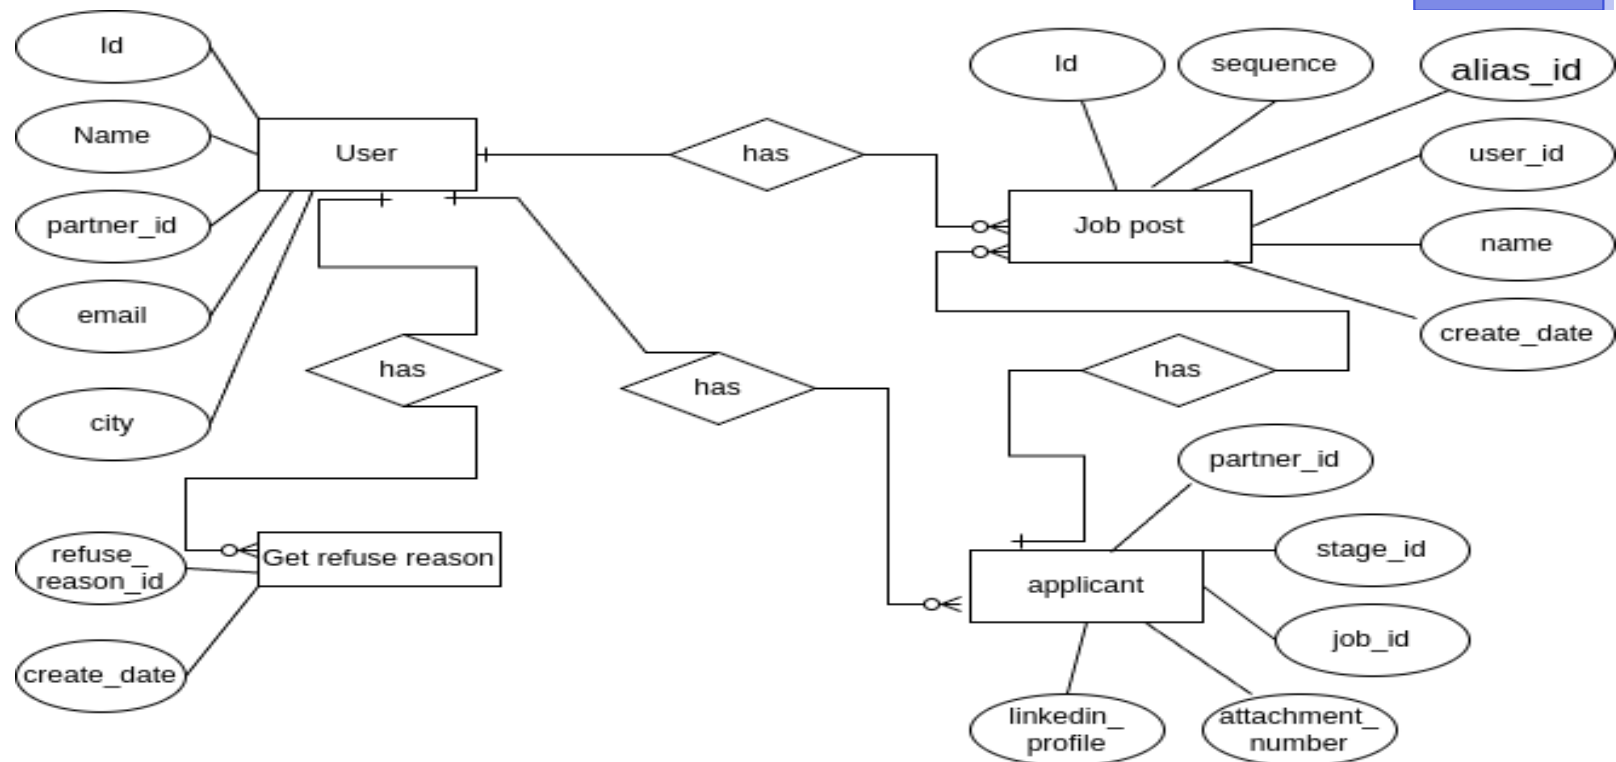 Id
Name
partner_id
email
city
User
has
Id
sequence
alias_id
user_id
name
create_date
Job post
has
has
has
refuse_
reason_id
create_date
Get refuse reason
partner_id
stage_id
job_id
applicant
linkedin_
profile
attachment_
number